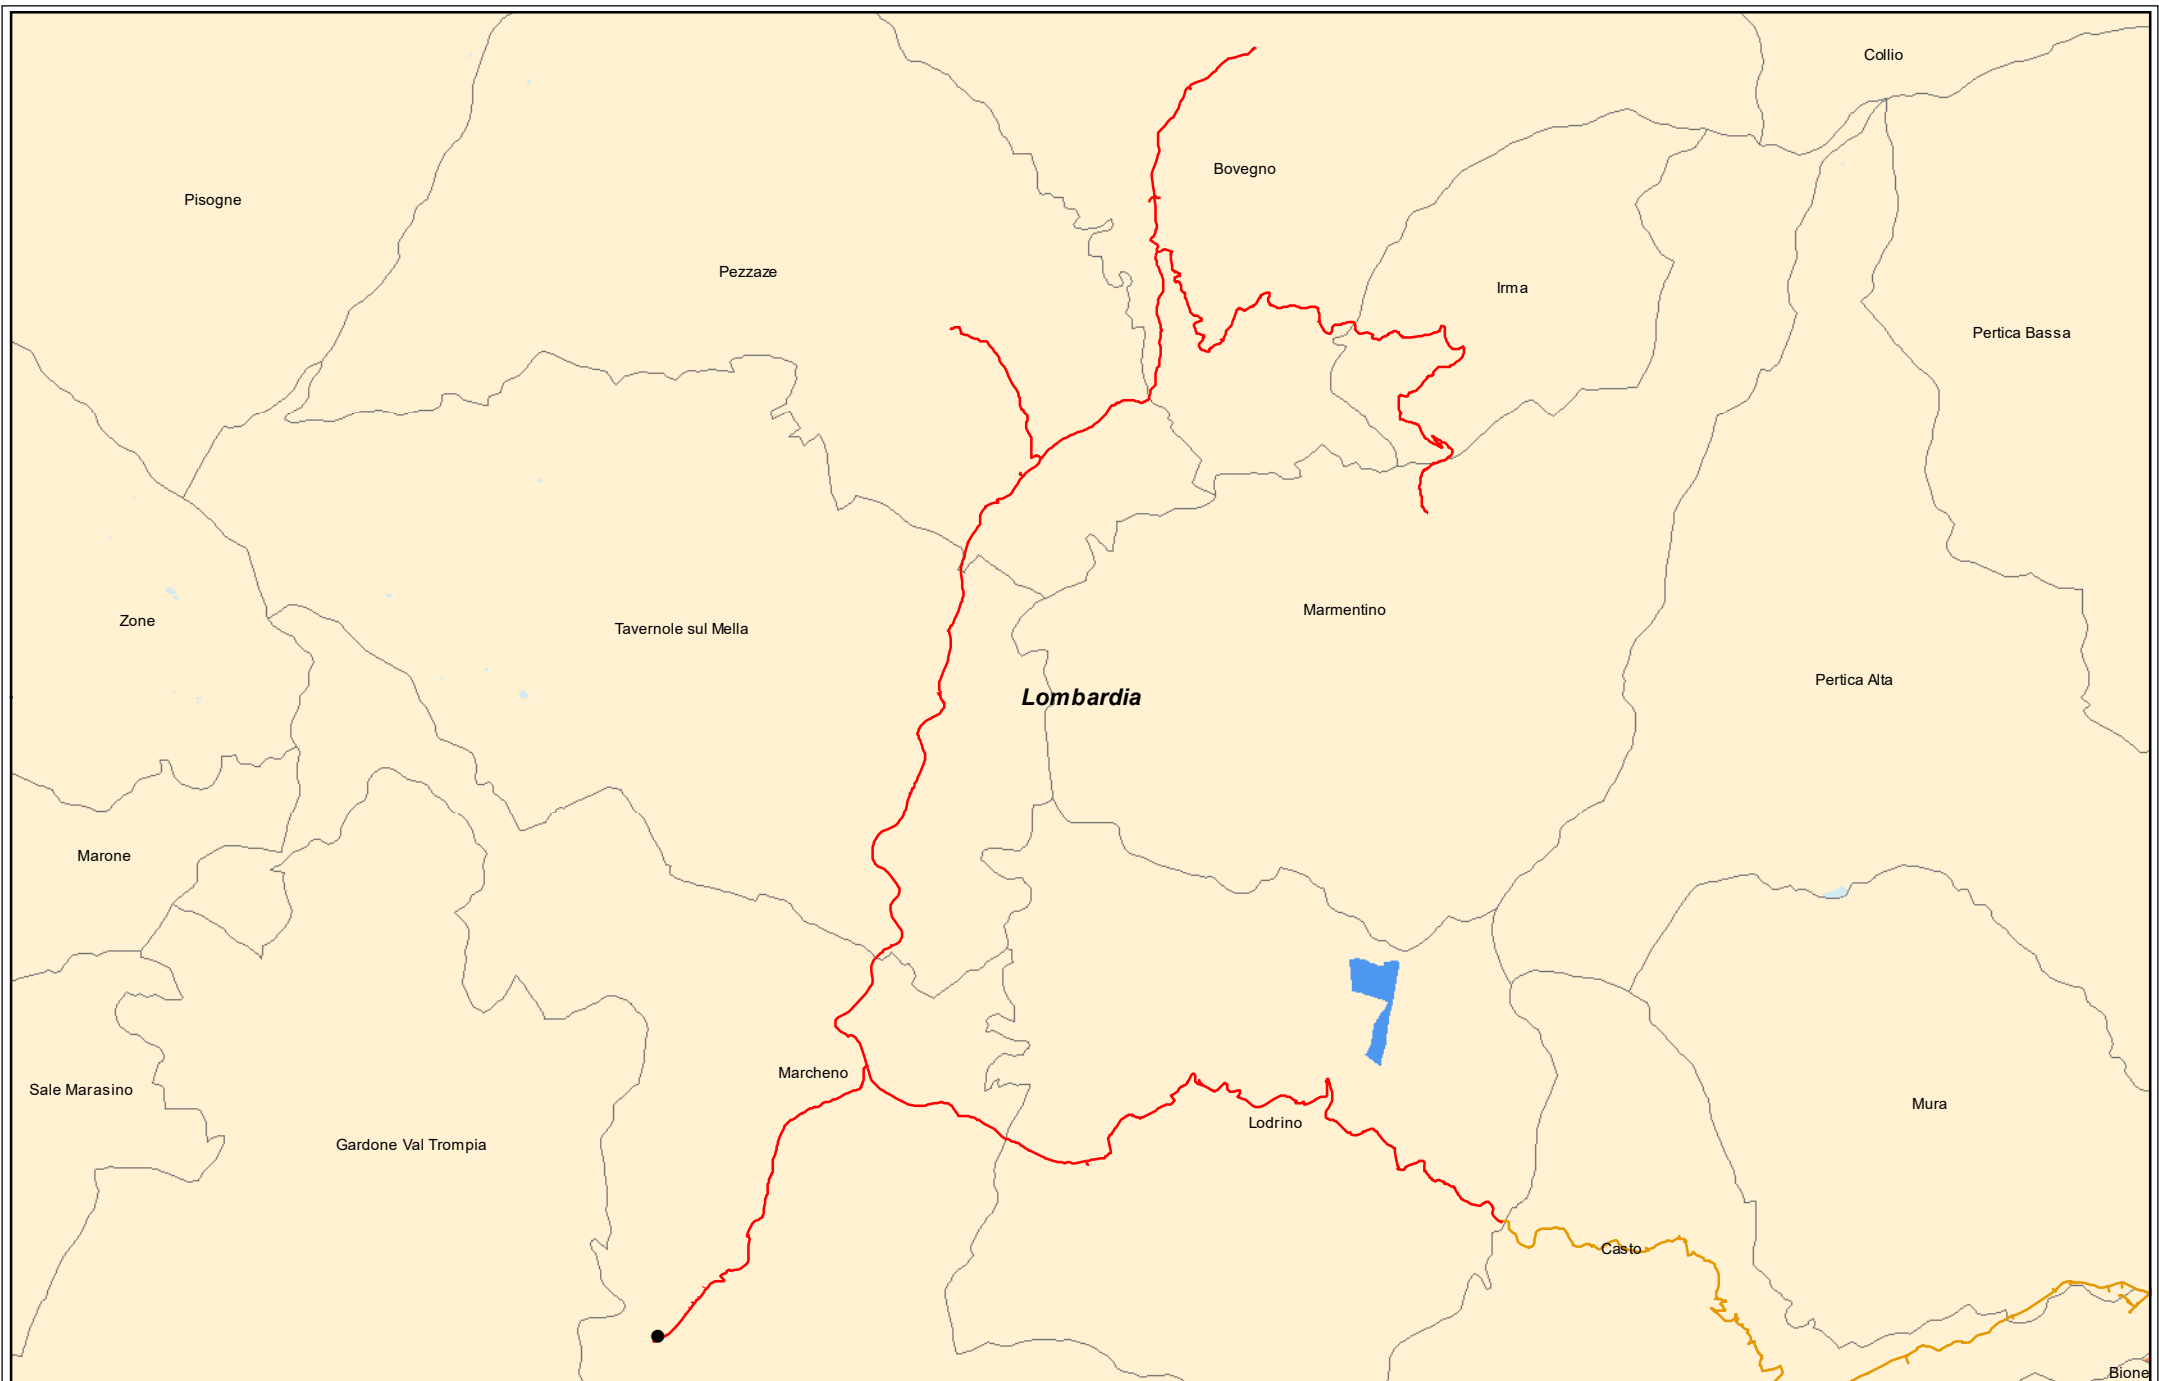 Collio
Bovegno
Pisogne
Pezzaze
Irma
Pertica Bassa
Marmentino
Zone
Tavernole sul Mella
Pertica Alta
Lombardia
Marone
Marcheno
Sale Marasino
Mura
Lodrino
Gardone Val Trompia
Casto
Bione